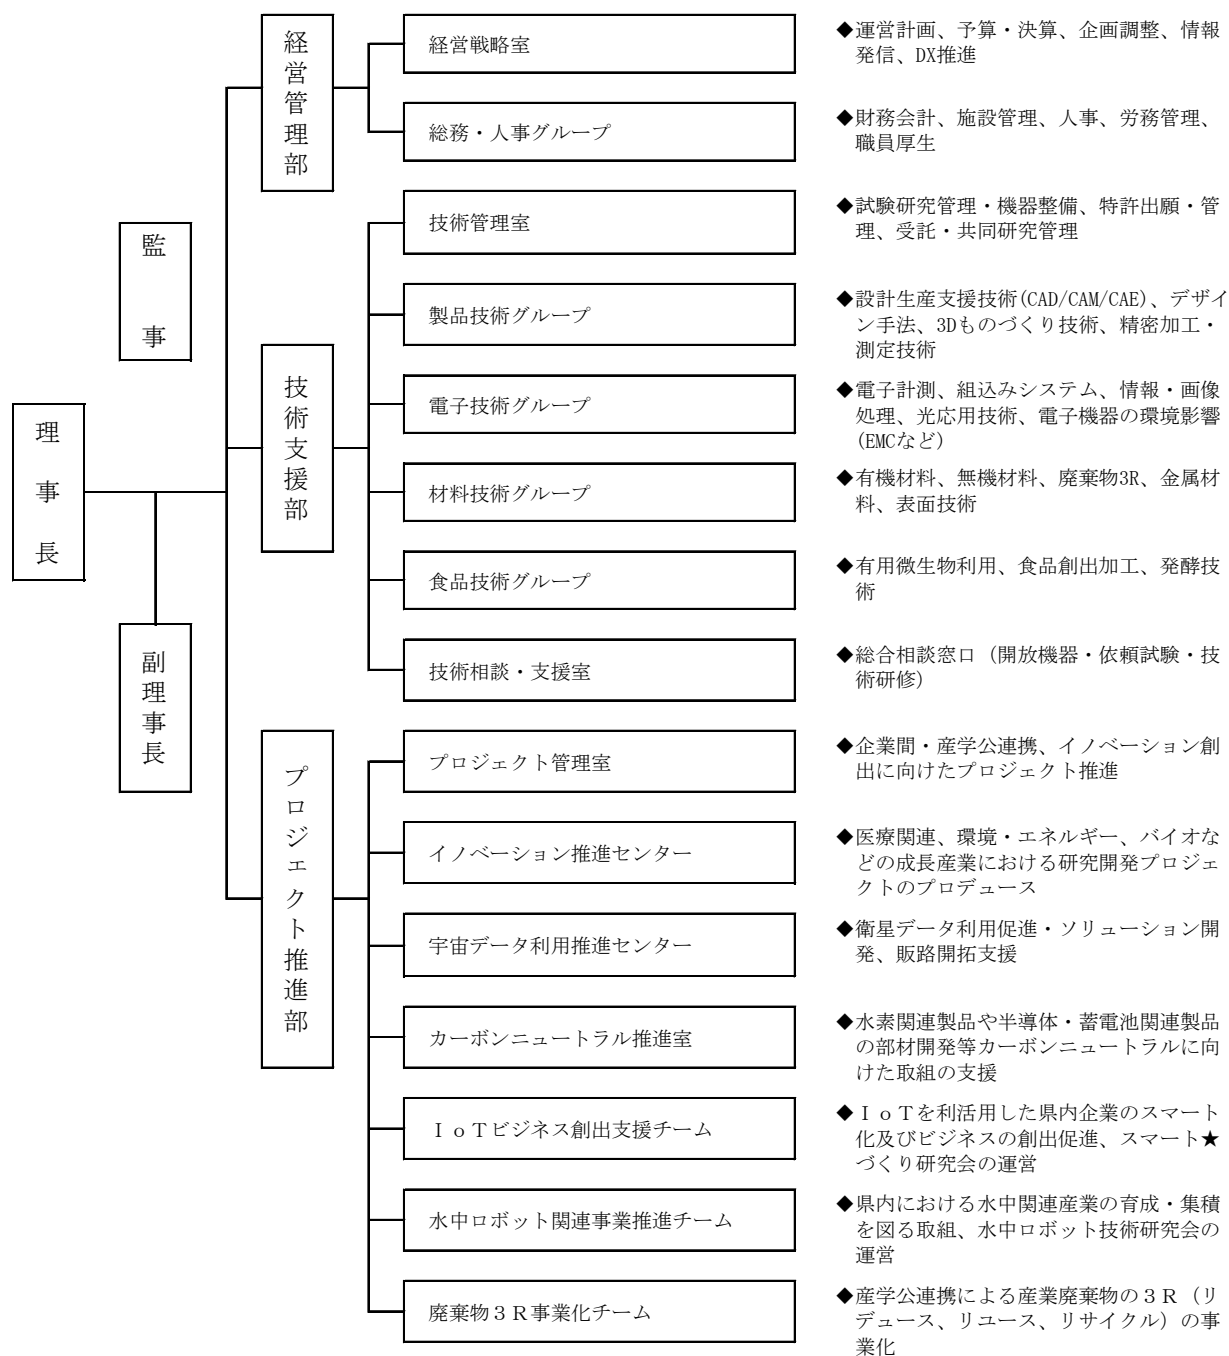 理事長
監事
副理事長
経営管理部
経営戦略室
◆運営計画、予算・決算、企画調整、情報
発信、DX推進
総務・人事グループ
◆財務会計、施設管理、人事、労務管理、
職員厚生
技術支援部
技術管理室
◆試験研究管理・機器整備、特許出願・管
理、受託・共同研究管理
製品技術グループ
◆設計生産支援技術(CAD/CAM/CAE)、デザイ
ン手法、3Dものづくり技術、精密加工・
測定技術
電子技術グループ
◆電子計測、組込みシステム、情報・画像
処理、光応用技術、電子機器の環境影響
(EMCなど)
材料技術グループ
◆有機材料、無機材料、廃棄物3R、金属材
料、表面技術
食品技術グループ
◆有用微生物利用、食品創出加工、発酵技
術
技術相談・支援室
◆総合相談窓口（開放機器・依頼試験・技
術研修）
プロジェクト推進部
プロジェクト管理室
◆企業間・産学公連携、イノベーション創
出に向けたプロジェクト推進
イノベーション推進センター
◆医療関連、環境・エネルギー、バイオな
どの成長産業における研究開発プロジェ
クトのプロデュース
宇宙データ利用推進センター
◆衛星データ利用促進・ソリューション開
発、販路開拓支援
カーボンニュートラル推進室
◆水素関連製品や半導体・蓄電池関連製品
の部材開発等カーボンニュートラルに向
けた取組の支援
ＩｏＴビジネス創出支援チーム
◆ＩｏＴを利活用した県内企業のスマート
化及びビジネスの創出促進、スマート★
づくり研究会の運営
水中ロボット関連事業推進チーム
◆県内における水中関連産業の育成・集積
を図る取組、水中ロボット技術研究会の
運営
廃棄物３Ｒ事業化チーム
◆産学公連携による産業廃棄物の３Ｒ（リ
デュース、リユース、リサイクル）の事
業化